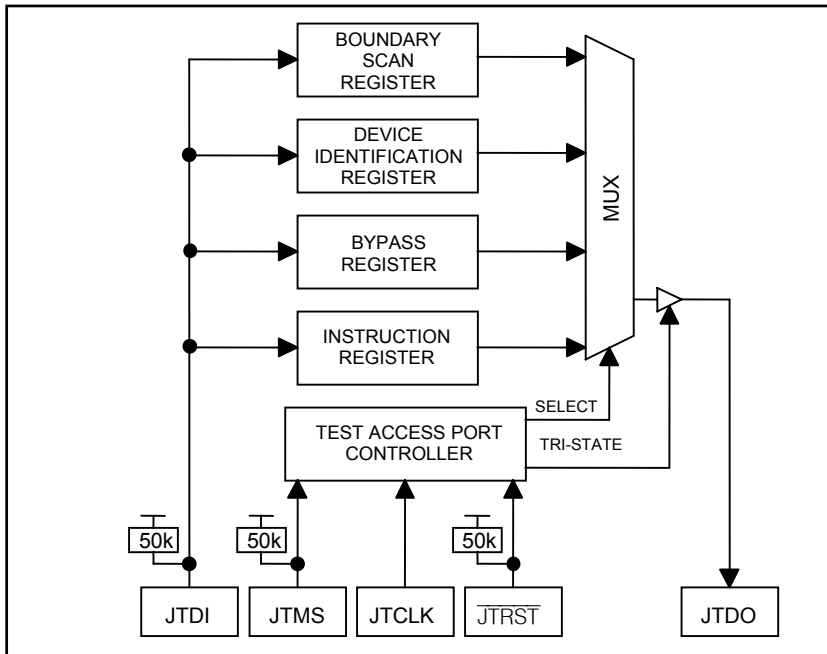 BOUNDARY
SCAN
REGISTER
DEVICE
IDENTIFICATION
REGISTER
BYPASS
REGISTER
INSTRUCTION
REGISTER
MUX
SELECT
TEST ACCESS PORT
CONTROLLER
TRI-STATE
50k
50k
50k
JTDI
JTMS
JTCLK
JTRST
JTDO